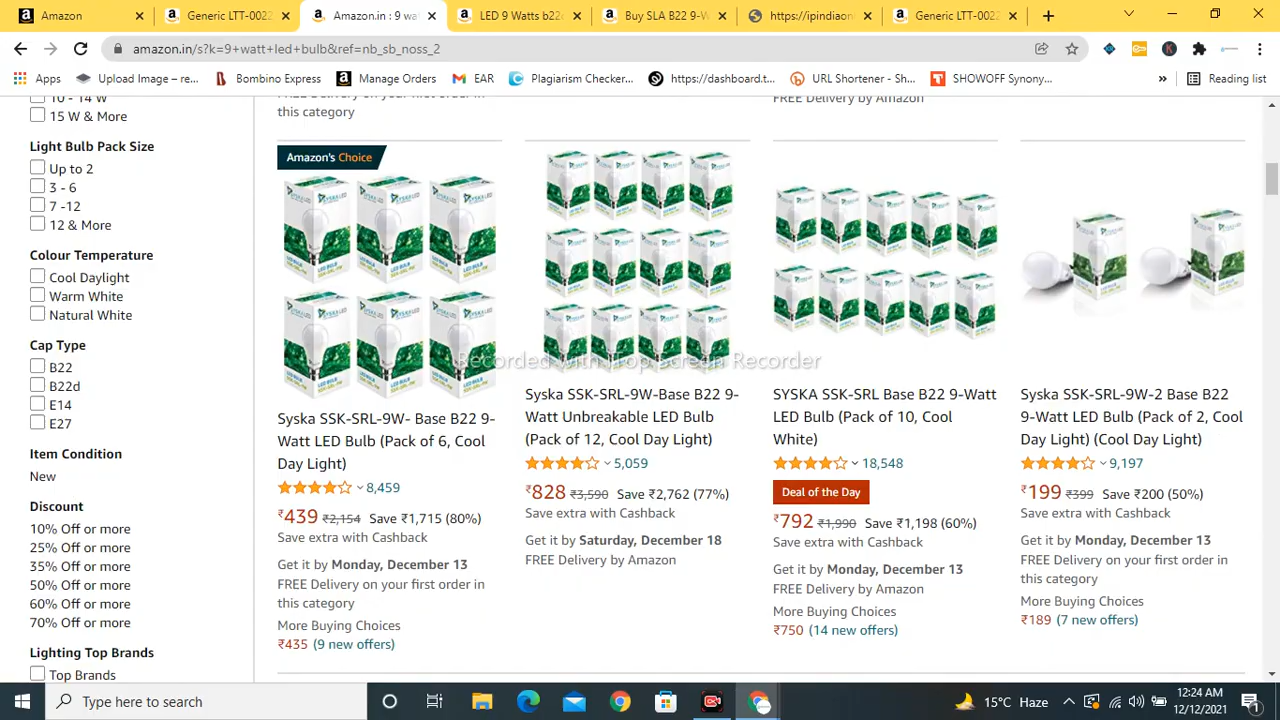 Amazon
Generic LTT-0022
Amazon.in : 9 wa
LED 9 Watts b22d
Buy SLA B22 9-W
https://ipindiaon
Generic LTT-0022
amazon.in/s?k=9+watt+led+bulb&ref=nb_sb_noss_2
Apps
Upload Image – re...
Bombino Express
Manage Orders
EAR
Plagiarism Checker...
https://dashboard.t...
URL Shortener - Sh...
SHOWOFF Synony...
»
Reading list
10 - 14 W
15 W & More
Light Bulb Pack Size
Up to 2
3 - 6
7 -12
12 & More
Colour Temperature
Cool Daylight
Warm White
Natural White
Cap Type
B22
B22d
E14
E27
Item Condition
New
Discount
10% Off or more
25% Off or more
35% Off or more
50% Off or more
60% Off or more
70% Off or more
Lighting Top Brands
Top Brands
FREE Delivery on your first order in
this category
FREE Delivery by Amazon
Amazon's Choice
Syska SSK-SRL-9W- Base B22 9-
Watt LED Bulb (Pack of 6, Cool
Day Light)
8,459
₹439 ₹2,154 Save ₹1,715 (80%)
Save extra with Cashback
Get it by Monday, December 13
FREE Delivery on your first order in
this category
More Buying Choices
₹435 (9 new offers)
Syska SSK-SRL-9W-Base B22 9-
Watt Unbreakable LED Bulb
(Pack of 12, Cool Day Light)
5,059
₹828 ₹3,590 Save ₹2,762 (77%)
Save extra with Cashback
Get it by Saturday, December 18
FREE Delivery by Amazon
SYSKA SSK-SRL Base B22 9-Watt
LED Bulb (Pack of 10, Cool
White)
18,548
Deal of the Day
₹792 ₹1,990 Save ₹1,198 (60%)
Save extra with Cashback
Get it by Monday, December 13
FREE Delivery by Amazon
More Buying Choices
₹750 (14 new offers)
Syska SSK-SRL-9W-2 Base B22
9-Watt LED Bulb (Pack of 2, Cool
Day Light) (Cool Day Light)
9,197
₹199 ₹399 Save ₹200 (50%)
Save extra with Cashback
Get it by Monday, December 13
FREE Delivery on your first order in
this category
More Buying Choices
₹189 (7 new offers)
Recorded with iTop Screen Recorder
Type here to search
15°C Haze
12:24 AM
12/12/2021
1